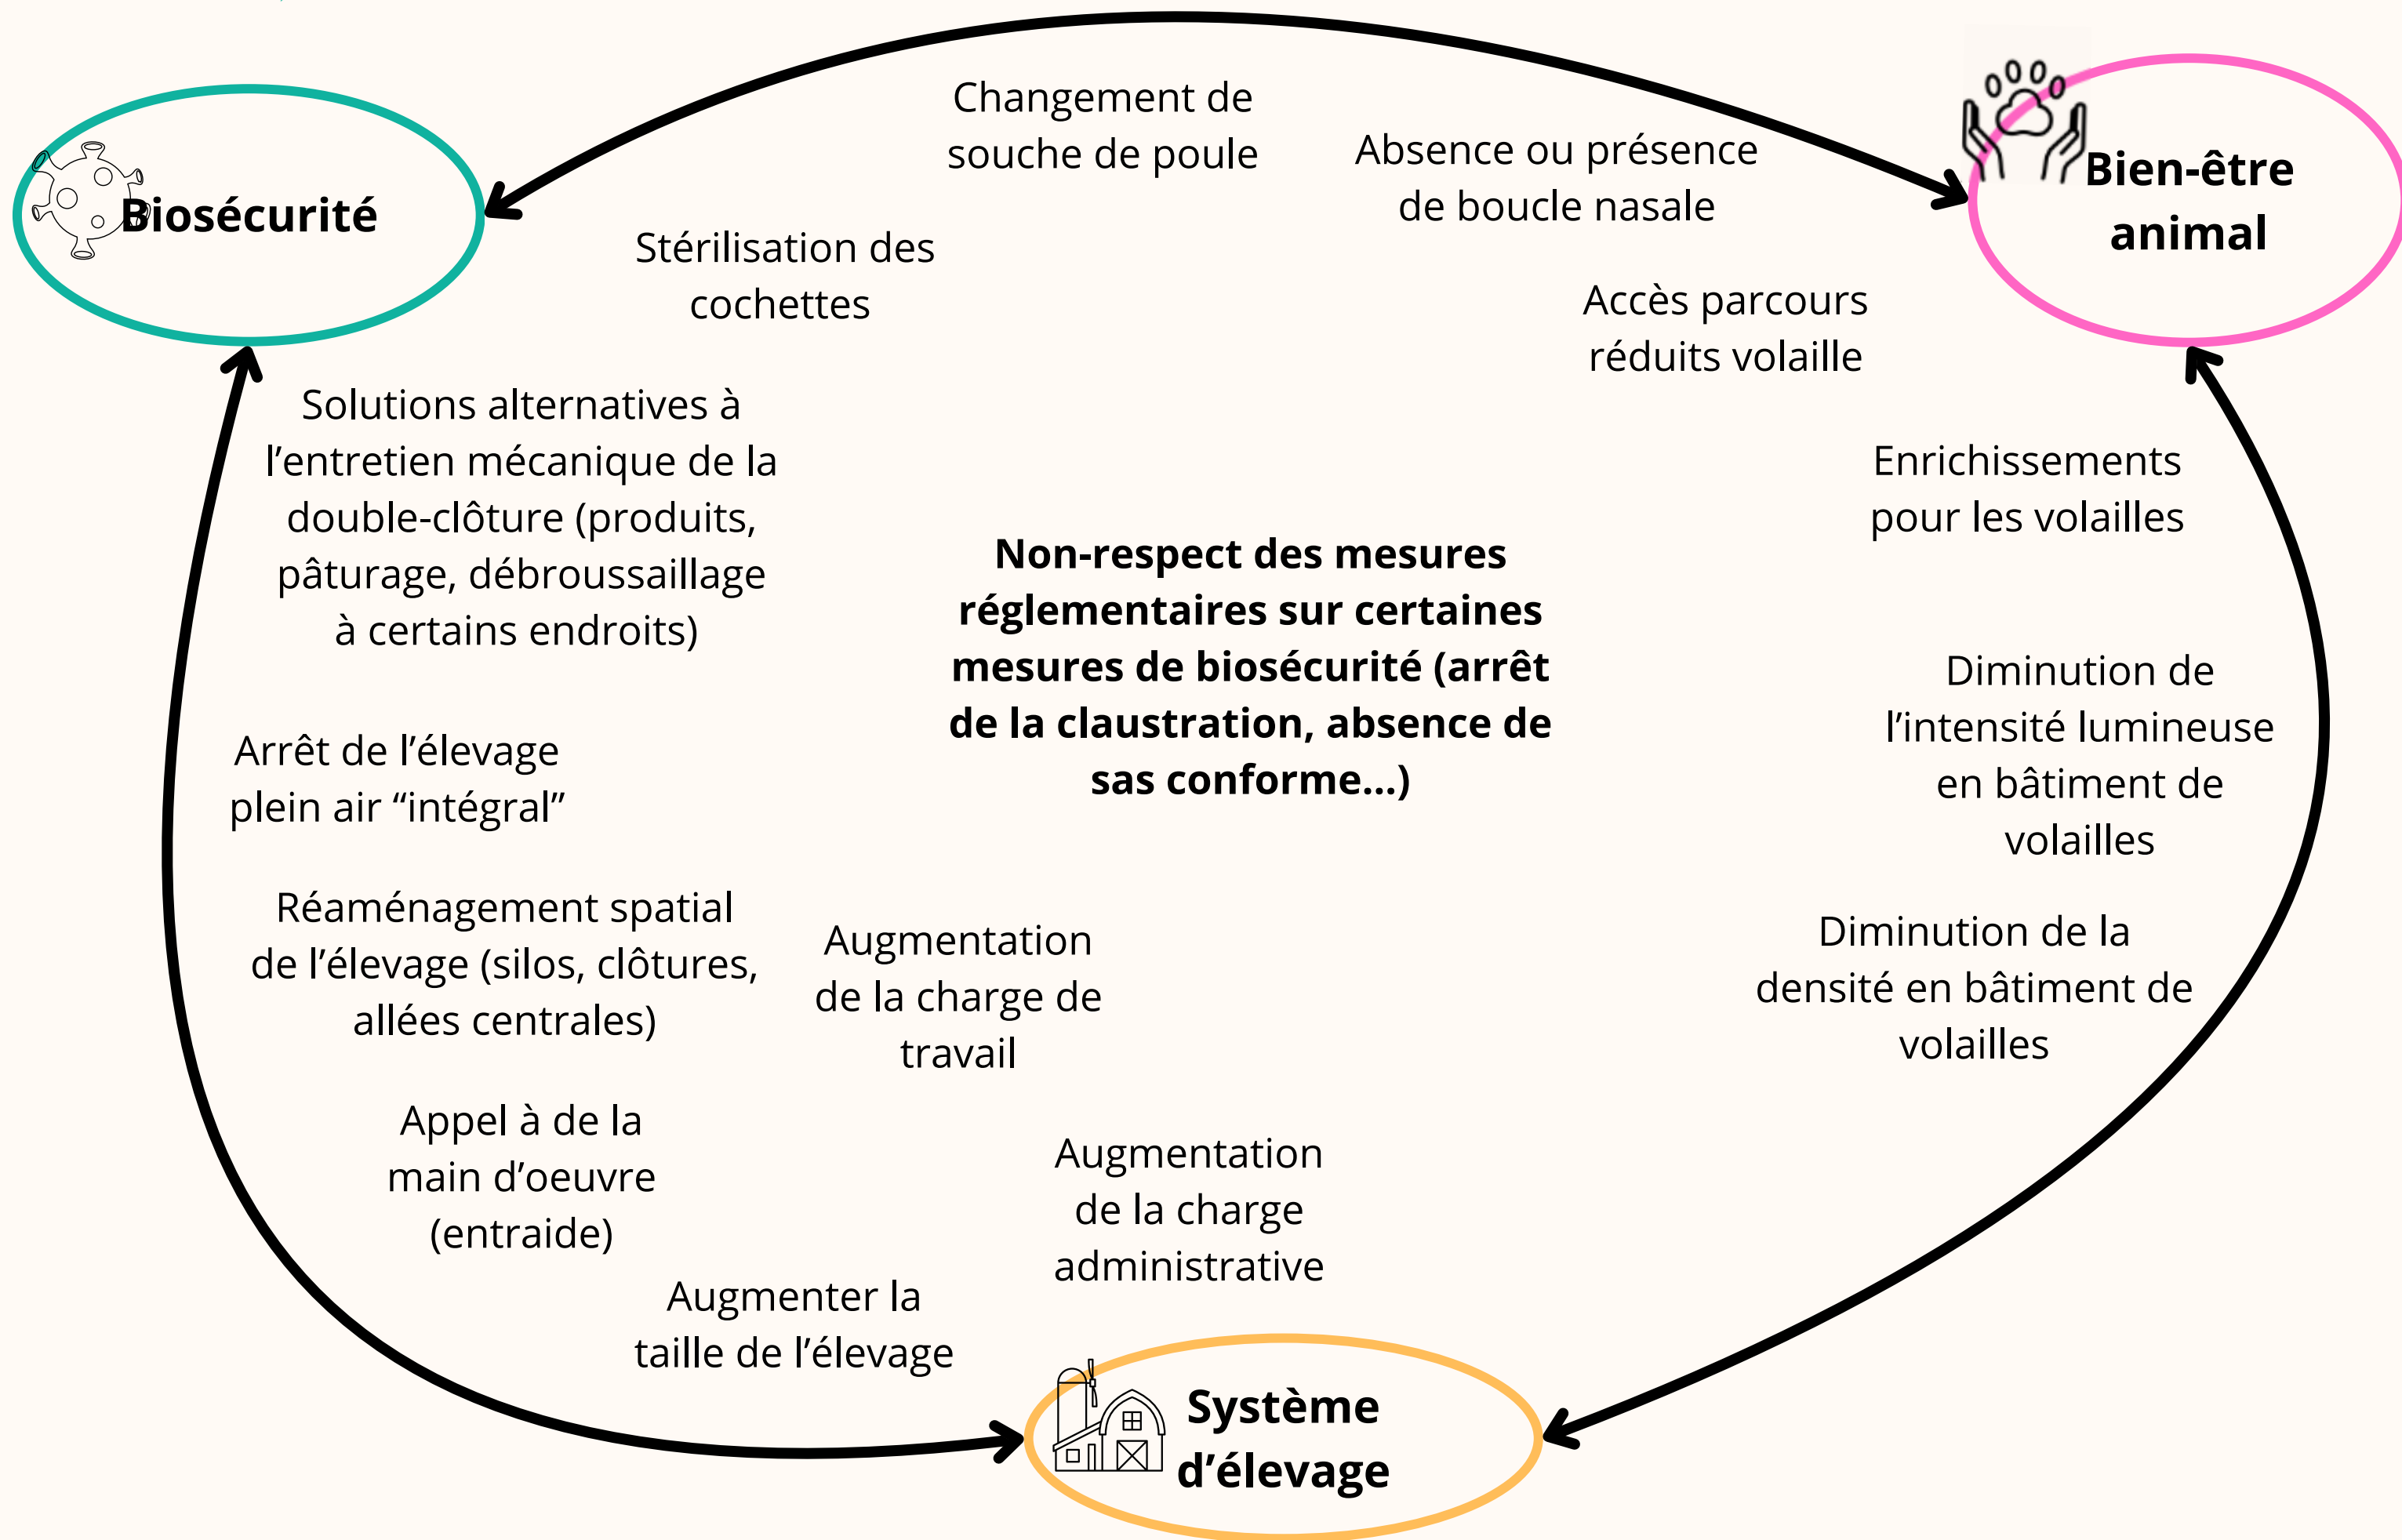 Biosécurité
Bien-être
animal
Changement de
souche de poule
Absence ou présence
de boucle nasale
Stérilisation des
cochettes
Accès parcours
réduits volaille
Solutions alternatives à
l’entretien mécanique de la
double-clôture (produits,
pâturage, débroussaillage
à certains endroits)
Enrichissements
pour les volailles
Non-respect des mesures
réglementaires sur certaines
mesures de biosécurité (arrêt
de la claustration, absence de
sas conforme...)
Diminution de
l’intensité lumineuse
en bâtiment de
volailles
Arrêt de l’élevage
plein air “intégral”
Réaménagement spatial
de l’élevage (silos, clôtures,
allées centrales)
Augmentation
de la charge de
travail
Diminution de la
densité en bâtiment de
volailles
Appel à de la
main d’oeuvre
(entraide)
Augmentation
de la charge
administrative
Augmenter la
taille de l’élevage
Système
d’élevage